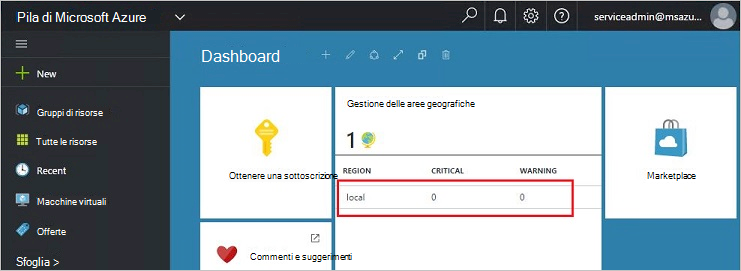 Pila di Microsoft Azure
serviceadmin@msazu...
Dashboard
New
Gruppi di risorse
Tutte le risorse
Recent
Macchine virtuali
Offerte
Sfoglia >
Ottenere una sottoscrizione
Gestione delle aree geografiche
1
REGION CRITICAL WARNING
local 0 0
Marketplace
Commenti e suggerimenti